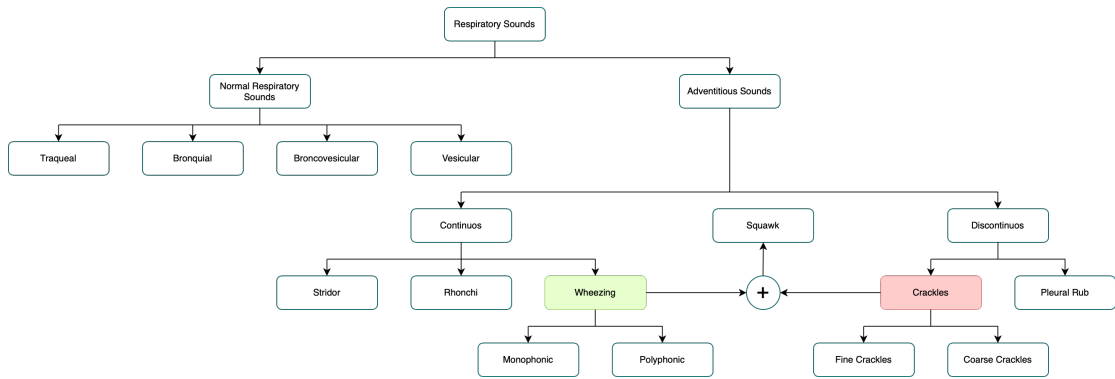 Respiratory Sounds
Normal Respiratory
Sounds
Adventitious Sounds
Traqueal
Bronquial
Broncovesicular
Vesicular
Continuos
Squawk
Discontinuos
Stridor
Rhonchi
Wheezing
+
Crackles
Pleural Rub
Monophonic
Polyphonic
Fine Crackles
Coarse Crackles